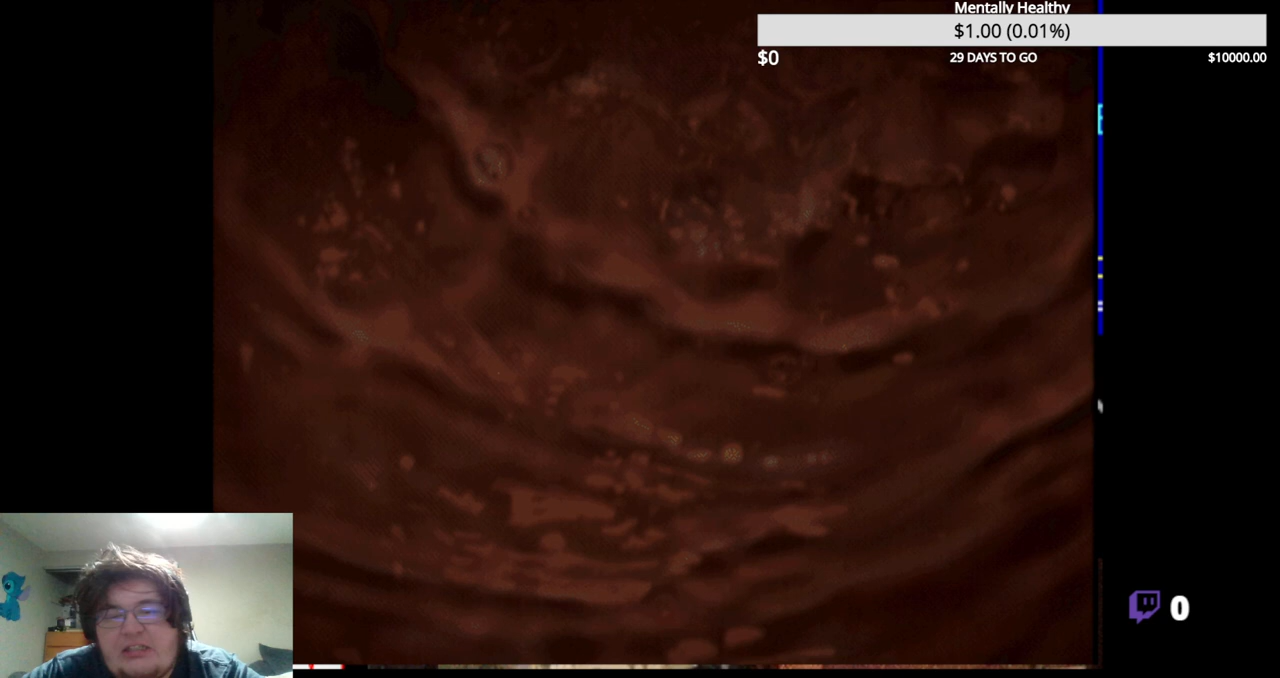 Mentally Healthy
$1.00 (0.01%)
$0
29 DAYS TO GO
$10000.00
0